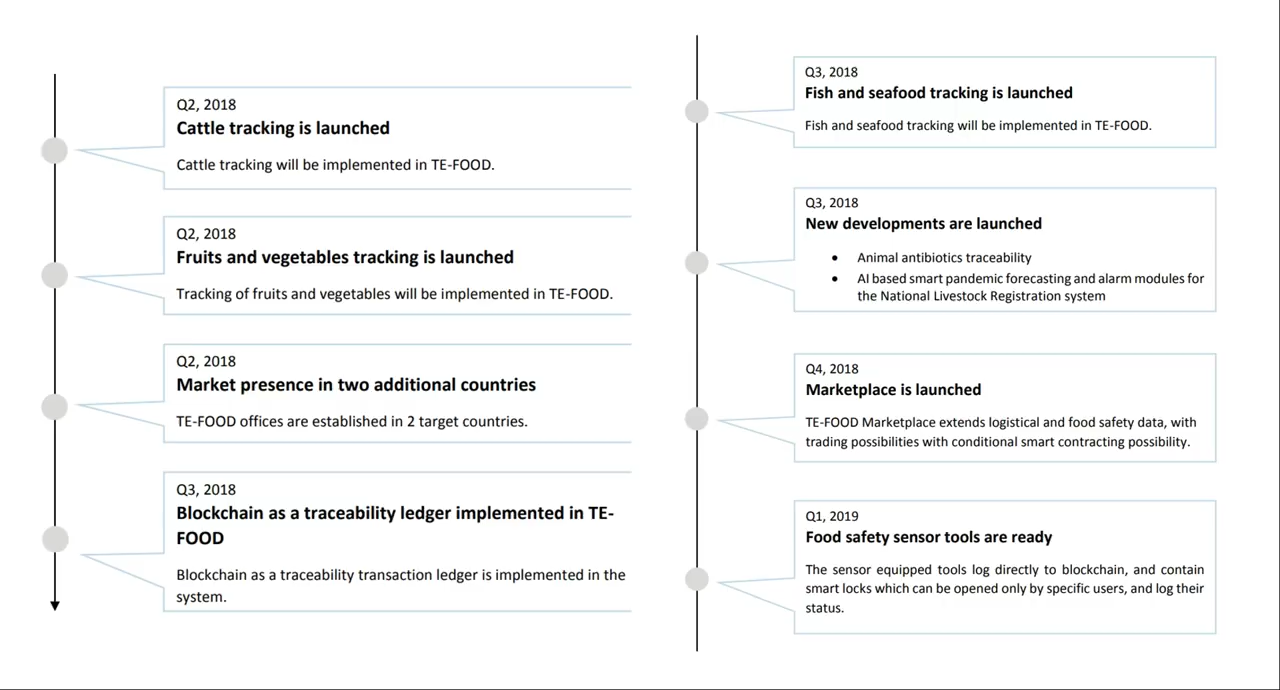 Q2, 2018
Cattle tracking is launched
Cattle tracking will be implemented in TE-FOOD.
Q2, 2018
Fruits and vegetables tracking is launched
Tracking of fruits and vegetables will be implemented in TE-FOOD.
Q2, 2018
Market presence in two additional countries
TE-FOOD offices are established in 2 target countries.
Q3, 2018
Blockchain as a traceability ledger implemented in TE-
FOOD
Blockchain as a traceability transaction ledger is implemented in the
system.
Q3, 2018
Fish and seafood tracking is launched
Fish and seafood tracking will be implemented in TE-FOOD.
Q3, 2018
New developments are launched
• Animal antibiotics traceability
• AI based smart pandemic forecasting and alarm modules for
the National Livestock Registration system
Q4, 2018
Marketplace is launched
TE-FOOD Marketplace extends logistical and food safety data, with
trading possibilities with conditional smart contracting possibility.
Q1, 2019
Food safety sensor tools are ready
The sensor equipped tools log directly to blockchain, and contain
smart locks which can be opened only by specific users, and log their
status.